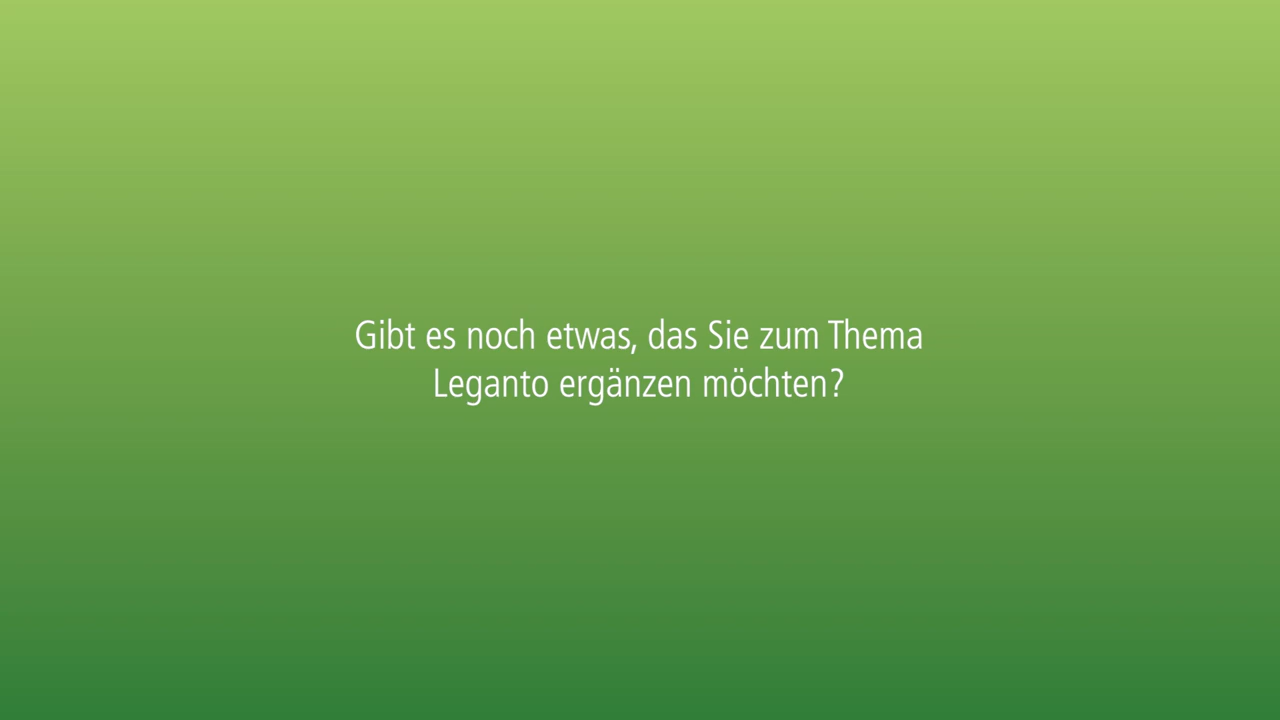 Gibt es noch etwas, das Sie zum Thema
Leganto ergänzen möchten?